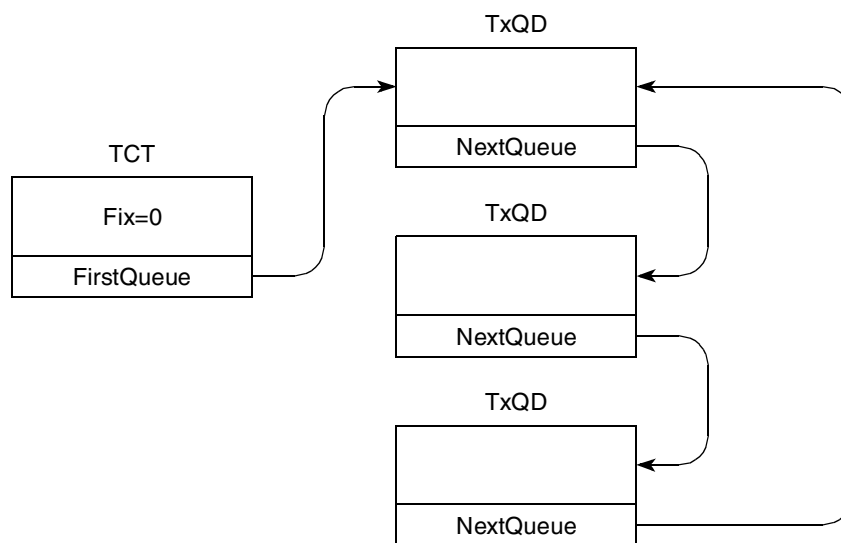 TxQD
NextQueue
TCT
Fix=0
FirstQueue
TxQD
NextQueue
TxQD
NextQueue